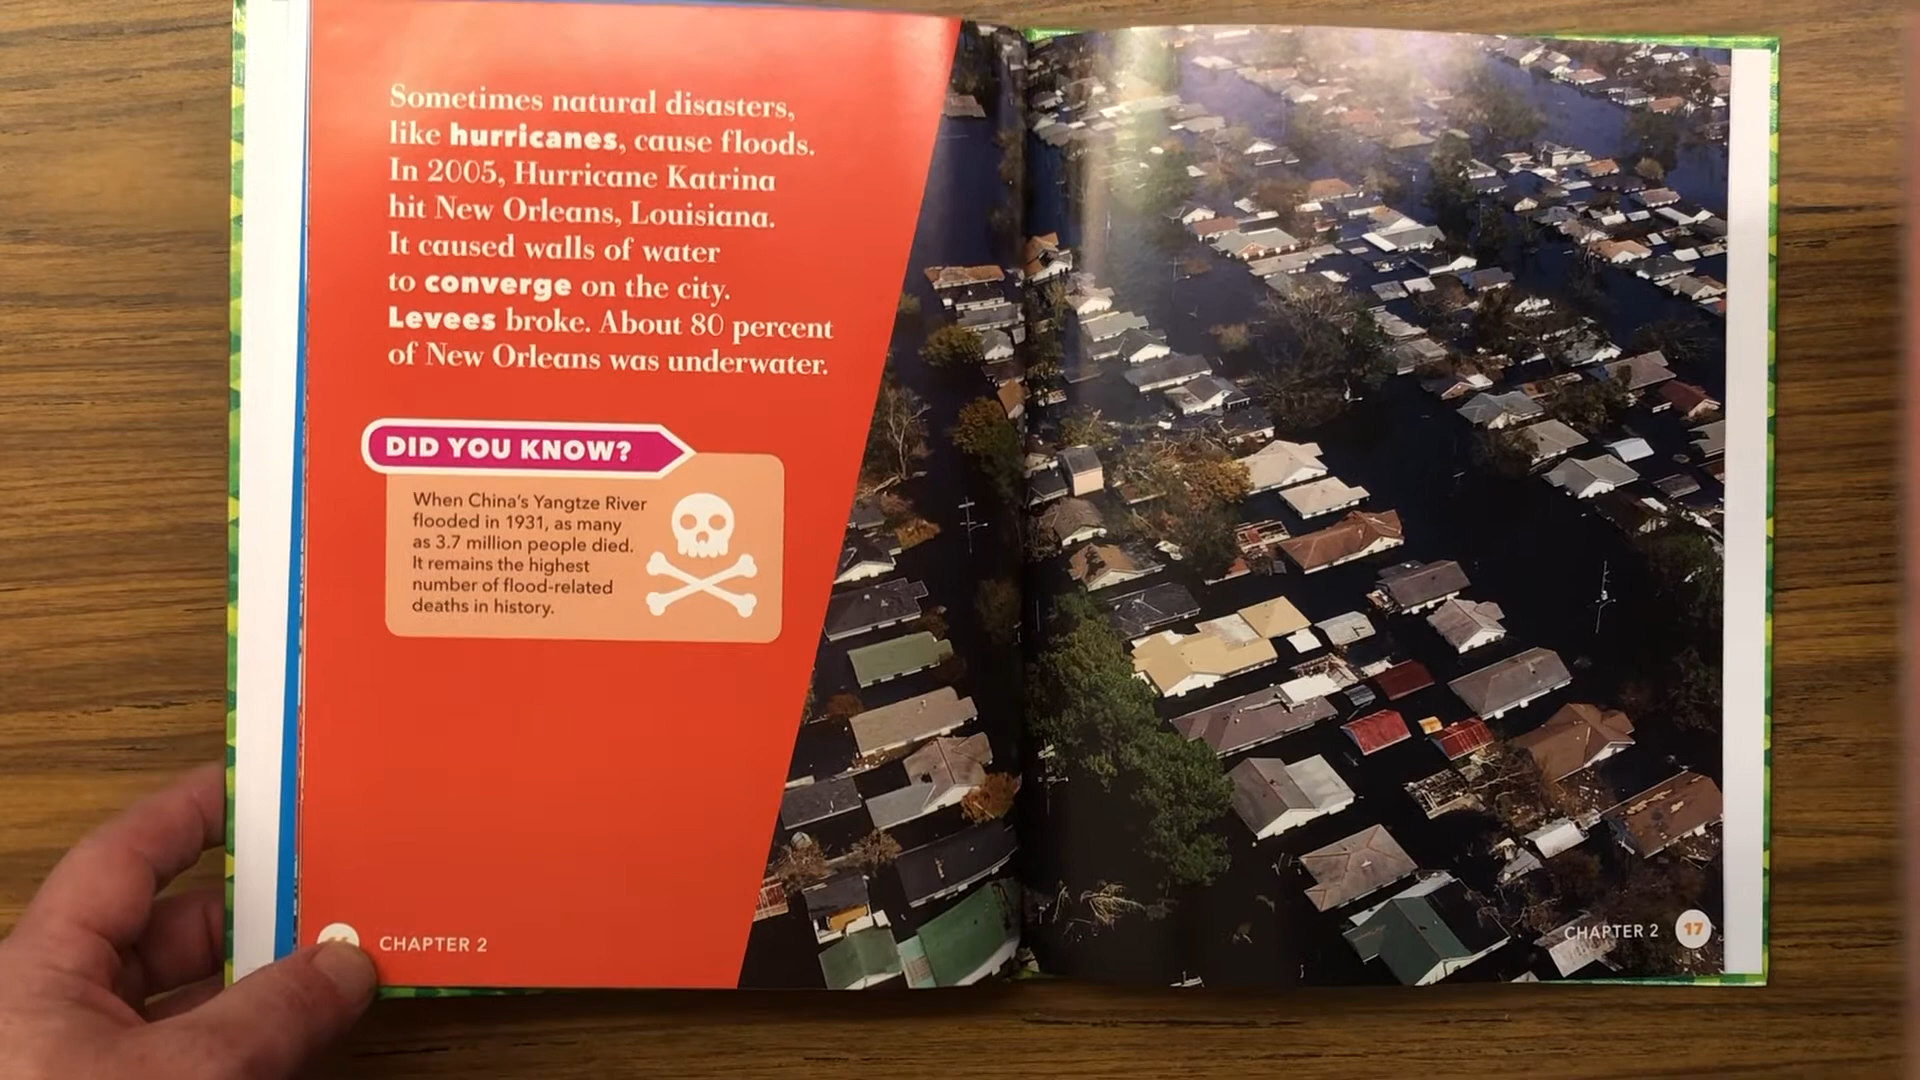 Sometimes natural disasters,
like hurricanes, cause floods.
In 2005, Hurricane Katrina
hit New Orleans, Louisiana.
It caused walls of water
to converge on the city.
Levees broke. About 80 percent
of New Orleans was underwater.
DID YOU KNOW?
When China's Yangtze River
flooded in 1931, as many
as 3.7 million people died.
It remains the highest
number of flood-related
deaths in history.
CHAPTER 2
CHAPTER 2 17